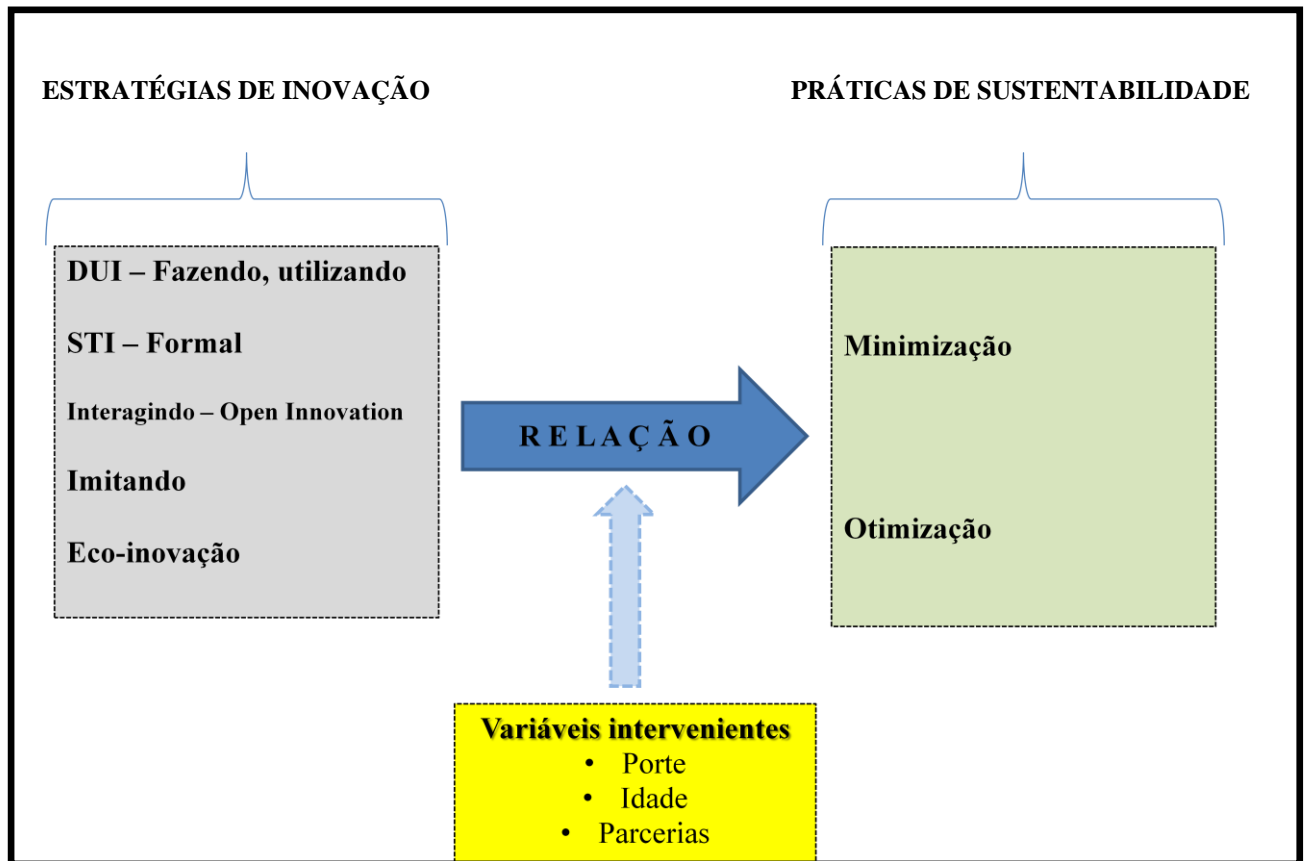 ESTRATÉGIAS DE INOVAÇÃO
PRÁTICAS DE SUSTENTABILIDADE
DUI – Fazendo, utilizando
STI – Formal
Interagindo – Open Innovation
Imitando
Eco-inovação
R E L A Ç Ã O
Minimização
Otimização
Variáveis intervenientes
• Porte
• Idade
• Parcerias